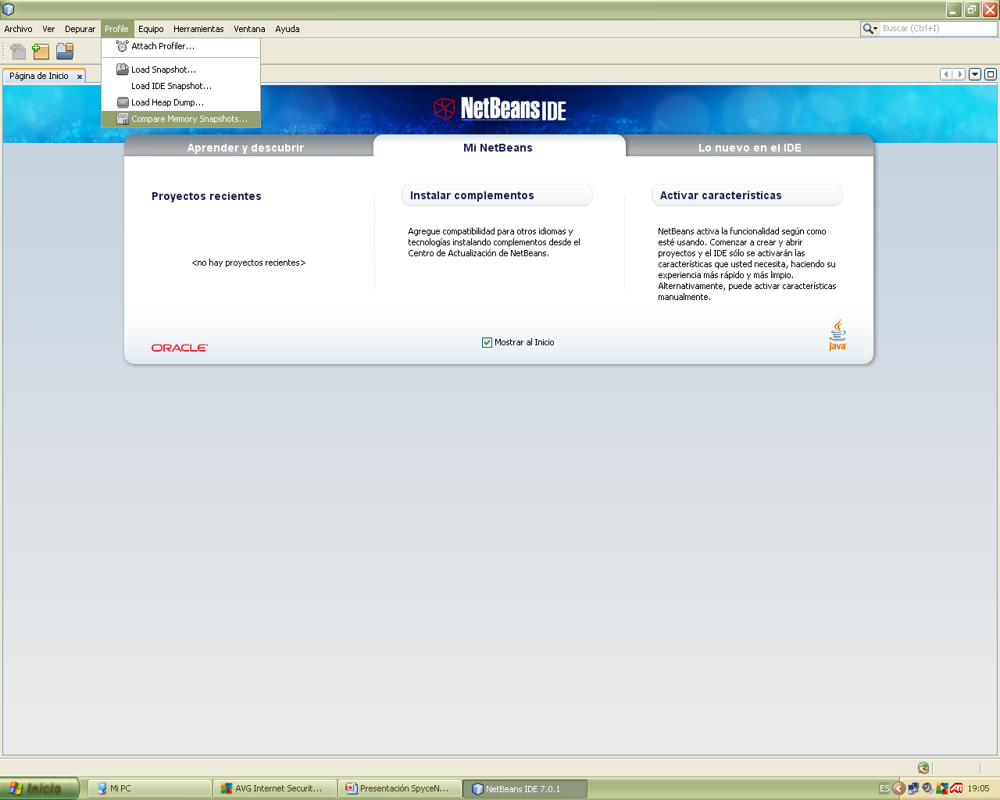 Archivo Ver Depurar Profile Equipo Herramientas Ventana Ayuda
Buscar (Ctrl+I)
Attach Profiler...
Load Snapshot...
Load IDE Snapshot...
Load Heap Dump...
Compare Memory Snapshots...
Página de Inicio
NetBeans IDE
Aprender y descubrir
Mi NetBeans
Lo nuevo en el IDE
Proyectos recientes
<no hay proyectos recientes>
Instalar complementos
Agregue compatibilidad para otros idiomas y
tecnologías instalando complementos desde el
Centro de Actualización de NetBeans.
Activar características
NetBeans activa la funcionalidad según como
esté usando. Comenzar a crear y abrir
proyectos y el IDE sólo se activarán las
características que usted necesita, haciendo su
experiencia más rápido y más limpio.
Alternativamente, puede activar características
manualmente.
ORACLE
Mostrar al Inicio
Java
Inicio
Mi PC
AVG Internet Securit...
Presentación SpyceN...
NetBeans IDE 7.0.1
ES
19:05